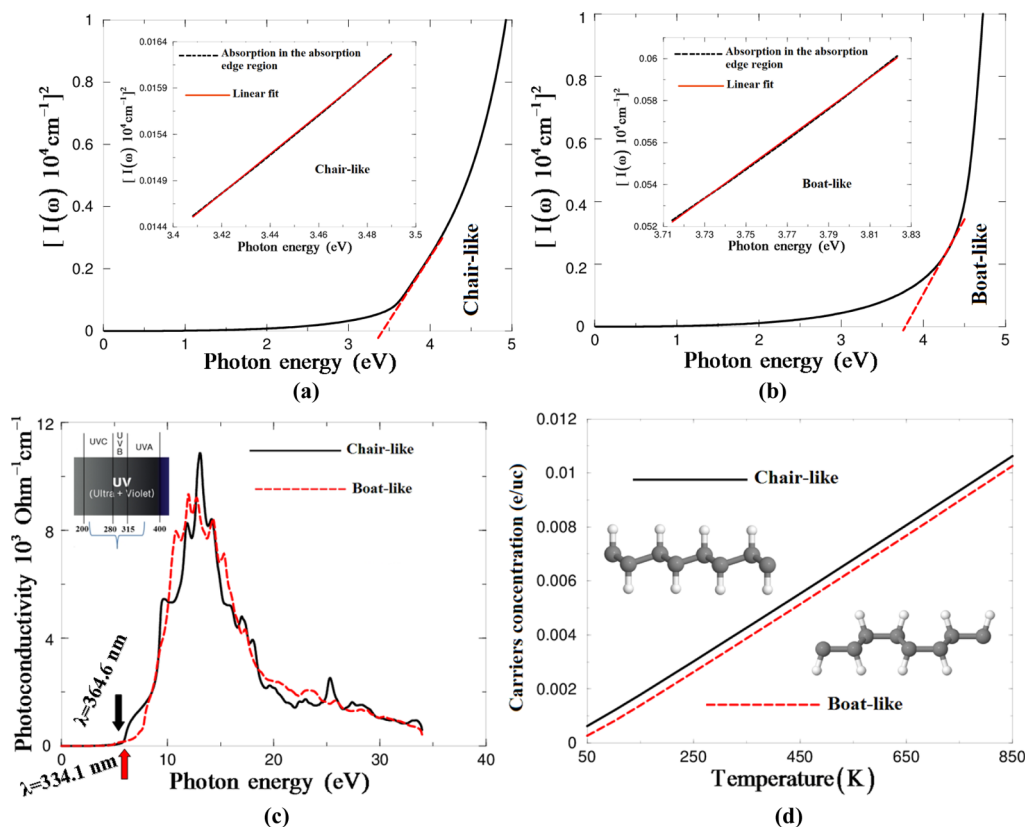 [ I(ω) 10⁴cm⁻¹]²
1
0.8
0.6
0.4
0.2
0
0 1 2 3 4 5
Photon energy (eV)
Chair-like
[ I(ω) 10⁴ cm⁻¹]²
0.0164
0.0159
0.0154
0.0149
0.0144
Absorption in the absorption
edge region
Linear fit
Chair-like
3.4 3.42 3.44 3.46 3.48 3.5
Photon energy (eV)
(a)
[ I(ω) 10⁴cm⁻¹]²
1
0.8
0.6
0.4
0.2
0
0 1 2 3 4 5
Photon energy (eV)
Boat-like
[ I(ω) 10⁴ cm⁻¹]²
0.06
0.058
0.056
0.054
0.052
Absorption in the absorption
edge region
Linear fit
Boat-like
3.71 3.73 3.75 3.77 3.79 3.81 3.83
Photon energy (eV)
(b)
Photoconductivity 10³ Ohm⁻¹cm⁻¹
12
9
6
3
0
UVC
UVB
UVA
UV
(Ultra + Violet)
200 280 315 400
Chair-like
Boat-like
λ=364.6 nm
λ=334.1 nm
0 10 20 30 40
Photon energy (eV)
(c)
Carriers concentration (e/uc)
0.012
0.01
0.008
0.006
0.004
0.002
0
Chair-like
Boat-like
50 250 450 650 850
Temperature(K)
(d)